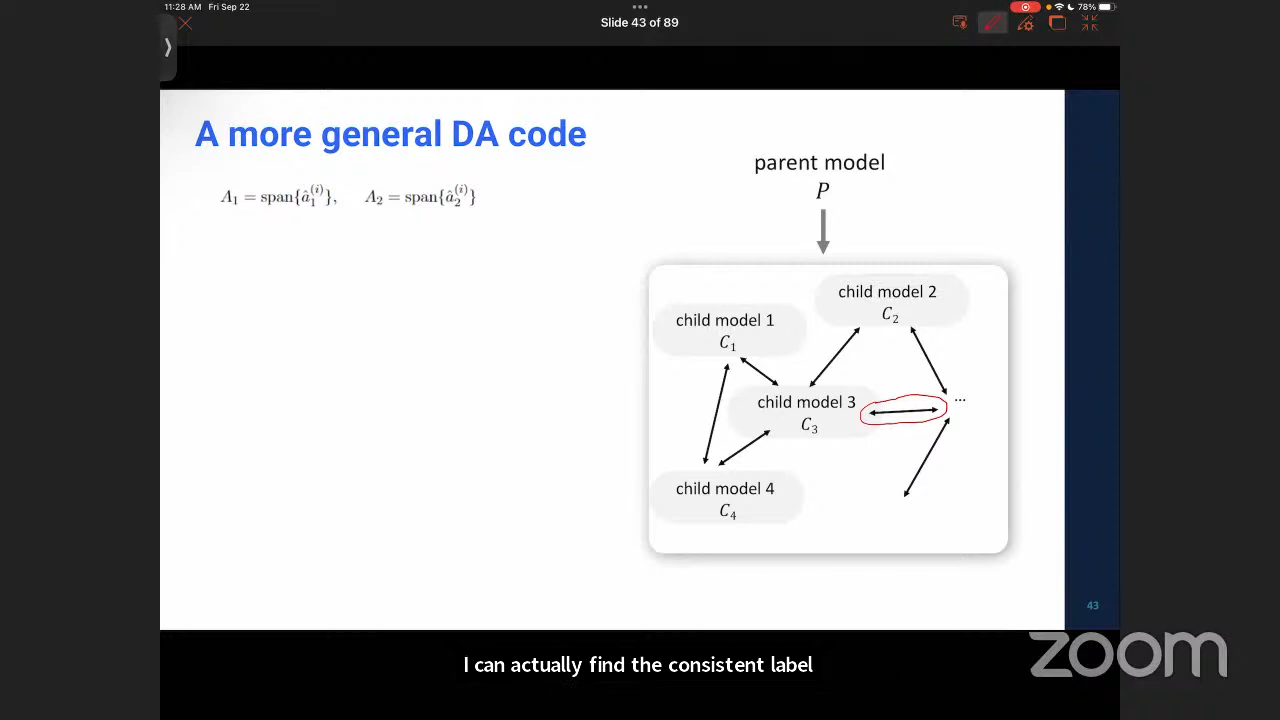 11:28 AM Fri Sep 22
78%
Slide 43 of 89
A more general DA code
A₁ = span{â₁⁽ⁱ⁾}, A₂ = span{â₂⁽ⁱ⁾}
parent model
P
child model 2
C₂
child model 1
C₁
child model 3
C₃
...
child model 4
C₄
43
I can actually find the consistent label
zoom